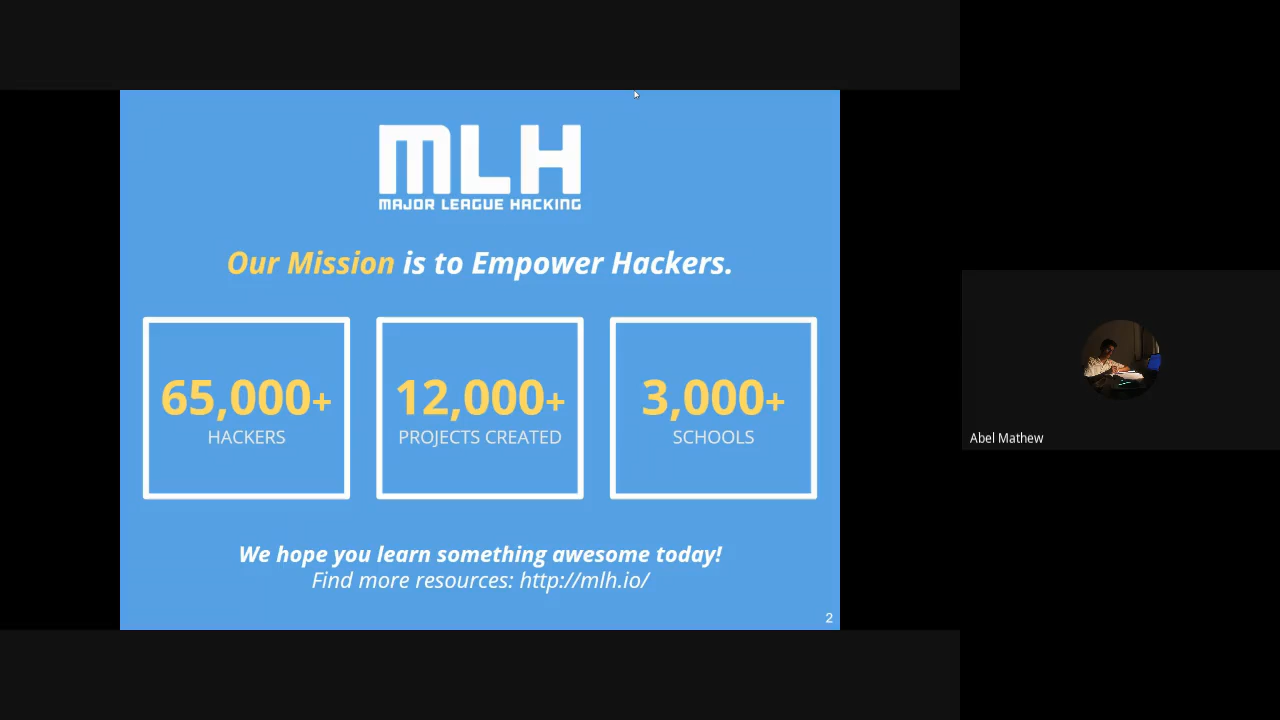 MLH
MAJOR LEAGUE HACKING
Our Mission is to Empower Hackers.
65,000+
HACKERS
12,000+
PROJECTS CREATED
3,000+
SCHOOLS
We hope you learn something awesome today!
Find more resources: http://mlh.io/
2
Abel Mathew